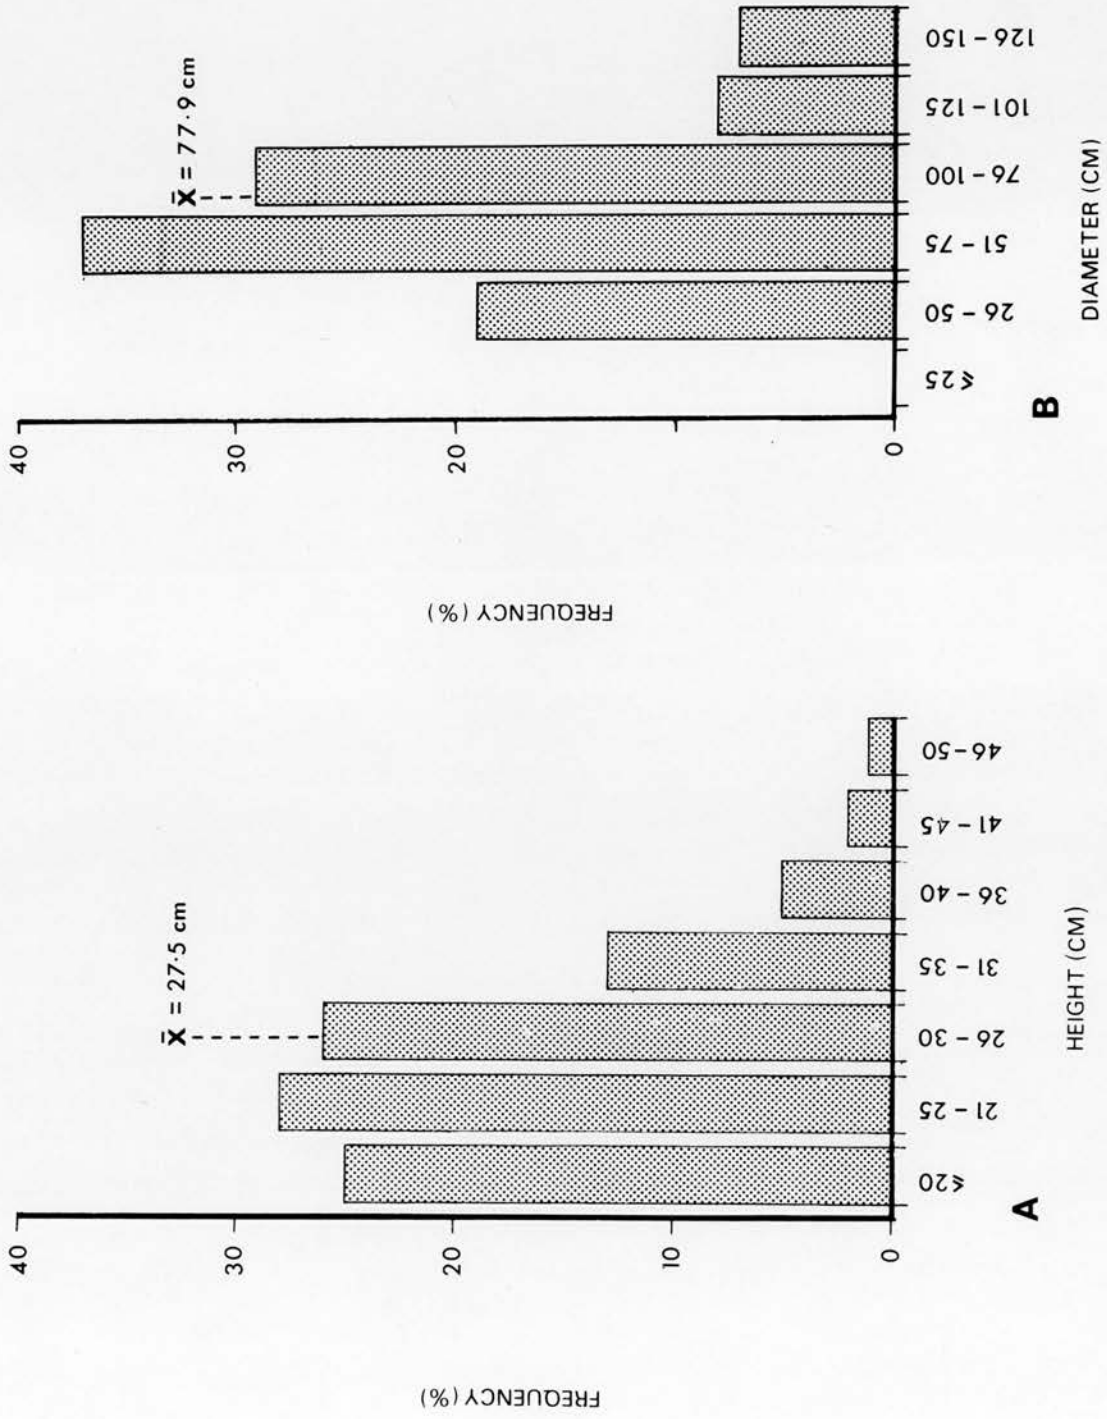 FREQUENCY (%)
40
30
20
10
0
x̄ = 27·5 cm
≤20
21 – 25
26 – 30
31 – 35
36 – 40
41 – 45
46 – 50
HEIGHT (CM)
A
FREQUENCY (%)
40
30
20
0
x̄ = 77·9 cm
≤25
26 – 50
51 – 75
76 – 100
101 – 125
126 – 150
DIAMETER (CM)
B